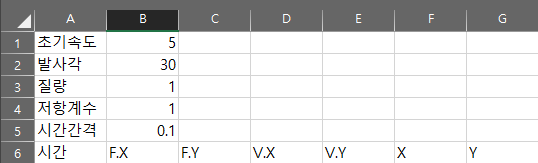 A B C D E F G
1 초기속도 5
2 발사각 30
3 질량 1
4 저항계수 1
5 시간간격 0.1
6 시간 F.X F.Y V.X V.Y X Y